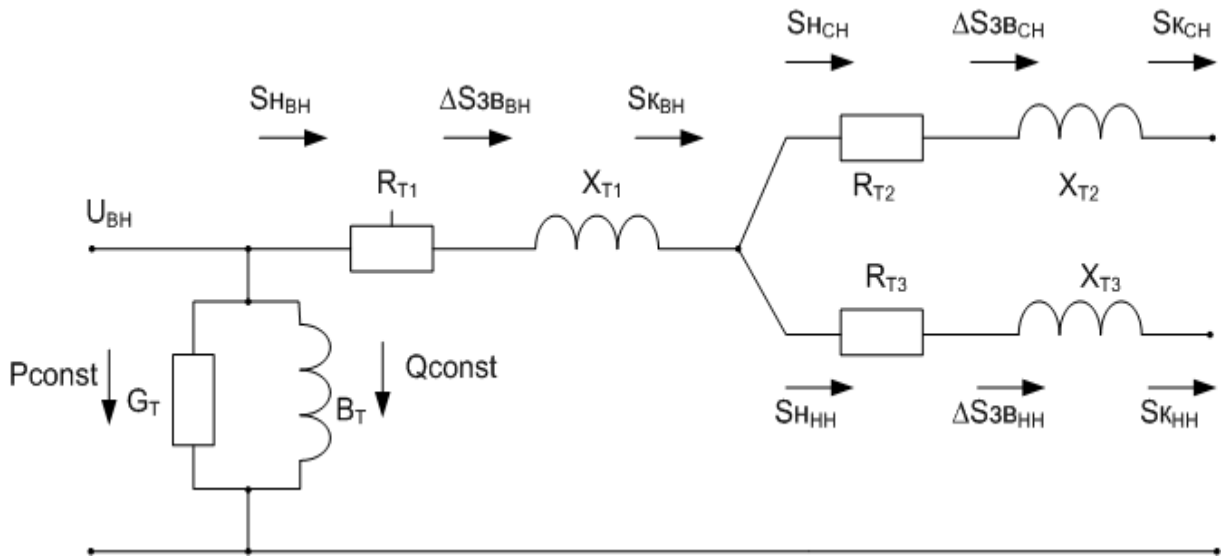 Sн_СН ΔSзв_СН Sк_СН
Sн_ВН ΔSзв_ВН Sк_ВН
R_Т1 X_Т1
R_Т2 X_Т2
U_ВН
R_Т3 X_Т3
Pconst G_Т B_Т Qconst
Sн_НН ΔSзв_НН Sк_НН